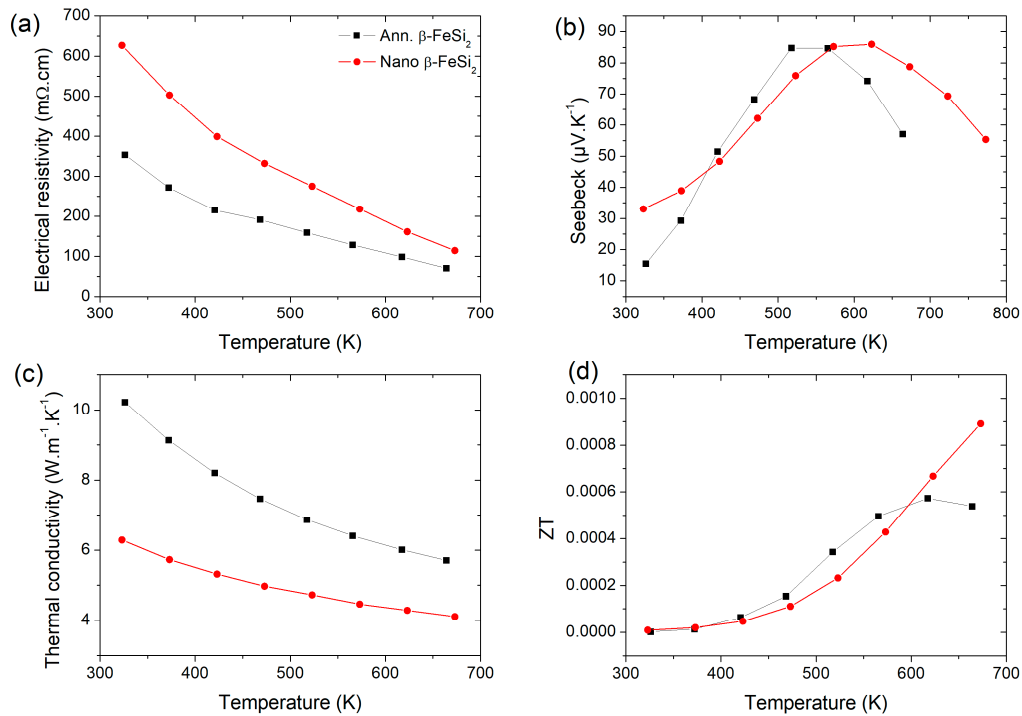 (a)
700
600
500
400
300
200
100
0
Electrical resistivity (mΩ.cm)
Ann. β-FeSi₂
Nano β-FeSi₂
300 400 500 600 700
Temperature (K)
(b)
90
80
70
60
50
40
30
20
10
Seebeck (μV.K⁻¹)
300 400 500 600 700 800
Temperature (K)
(c)
10
8
6
4
Thermal conductivity (W.m⁻¹.K⁻¹)
300 400 500 600 700
Temperature (K)
(d)
0.0010
0.0008
0.0006
0.0004
0.0002
0.0000
ZT
300 400 500 600 700
Temperature (K)